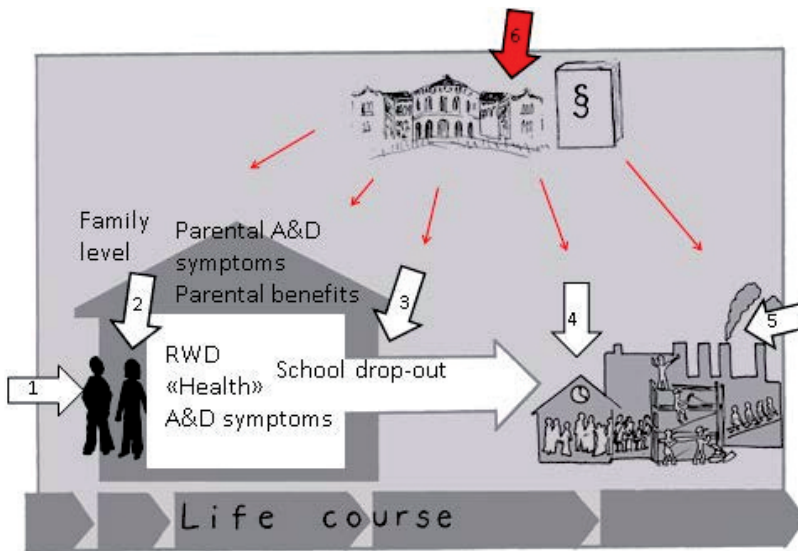 6
§
Family
level
Parental A&D
symptoms
Parental benefits
2
3
4
5
1
RWD
«Health»
A&D symptoms
School drop-out
Life course